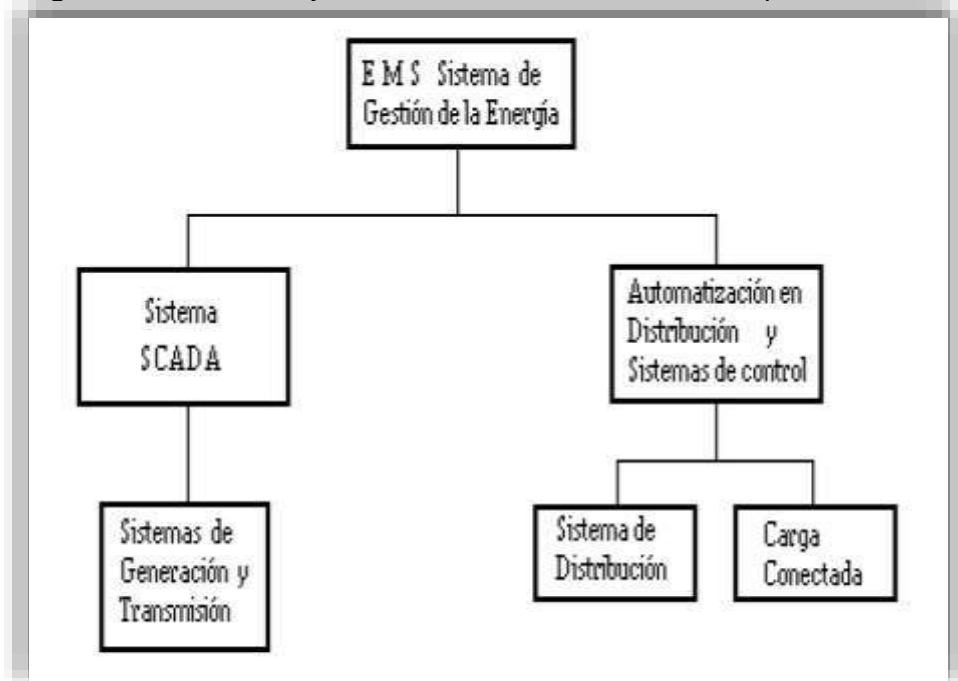 E M S Sistema de
Gestión de la Energía
Sistema
SCADA
Automatización en
Distribución y
Sistemas de control
Sistemas de
Generación y
Transmisión
Sistema de
Distribución
Carga
Conectada